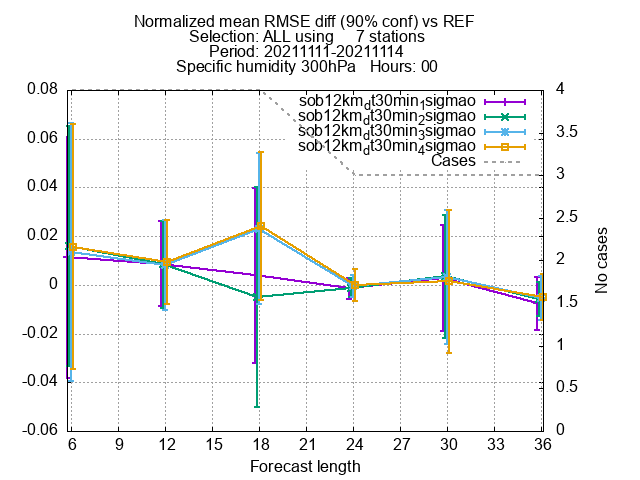 Normalized mean RMSE diff (90% conf) vs REF
Selection: ALL using 7 stations
Period: 20211111-20211114
Specific humidity 300hPa Hours: 00
sob12km_dt30min_1sigmao
sob12km_dt30min_2sigmao
sob12km_dt30min_3sigmao
sob12km_dt30min_4sigmao
Cases
0.08
0.06
0.04
0.02
0
-0.02
-0.04
-0.06
4
3.5
3
2.5
2
1.5
1
0.5
0
No cases
6 9 12 15 18 21 24 27 30 33 36
Forecast length